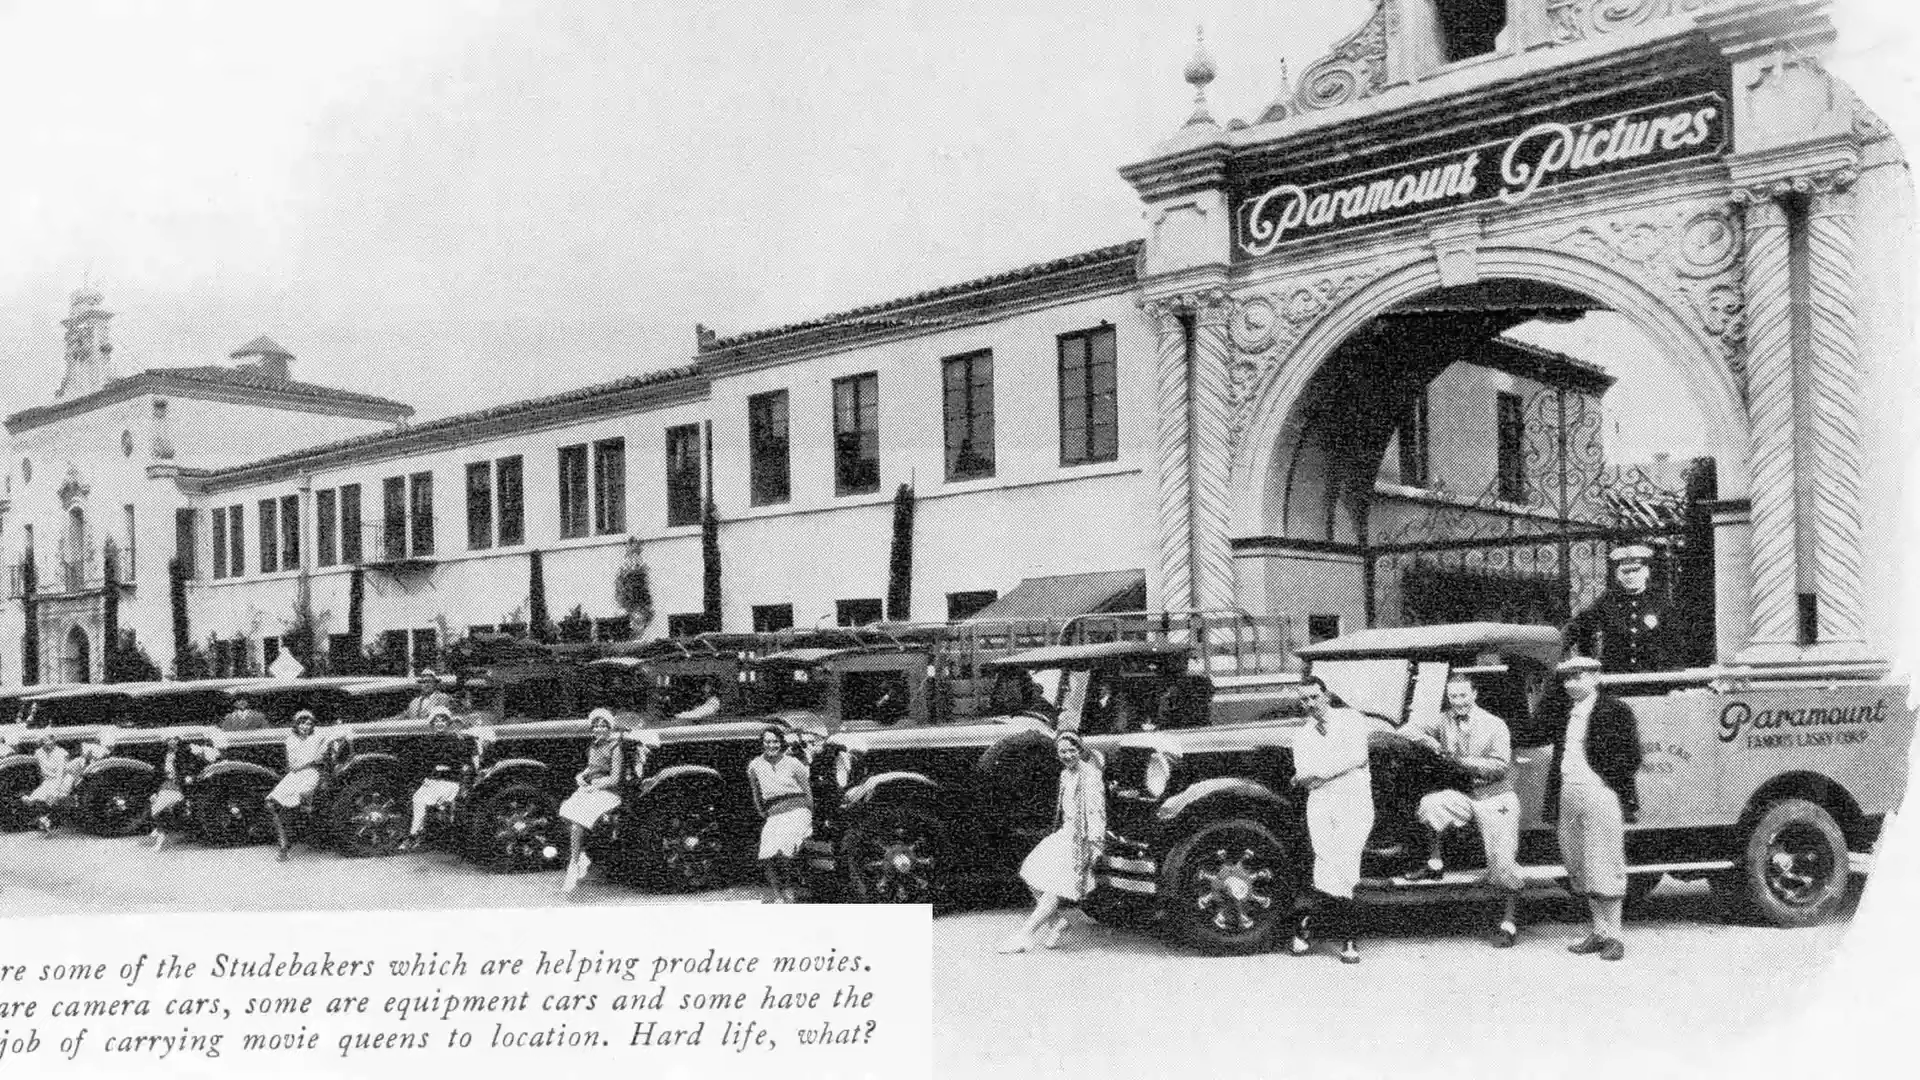 Paramount Pictures
Paramount
FAMOUS LASKY CORP.
CAR
re some of the Studebakers which are helping produce movies.
are camera cars, some are equipment cars and some have the
job of carrying movie queens to location. Hard life, what?